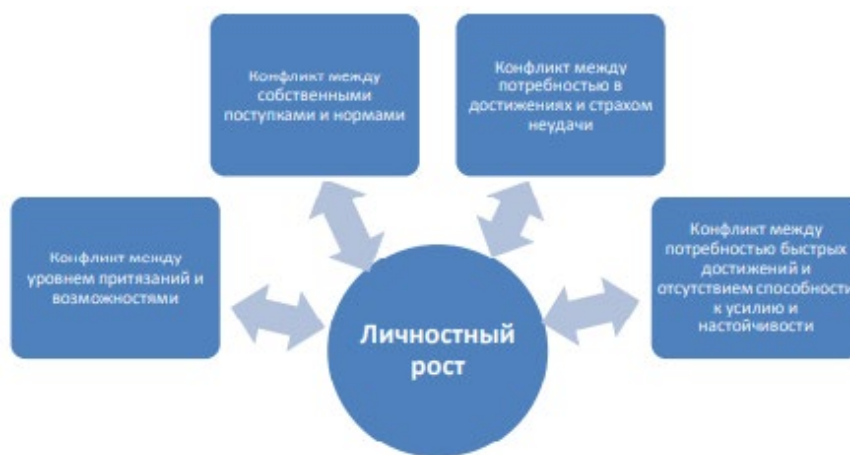 Конфликт между
собственными
поступками и нормами
Конфликт между
потребностью в
достижениях и страхом
неудачи
Конфликт между
уровнем притязаний и
возможностями
Конфликт между
потребностью быстрых
достижений и
отсутствием способности
к усилию и
настойчивости
Личностный
рост